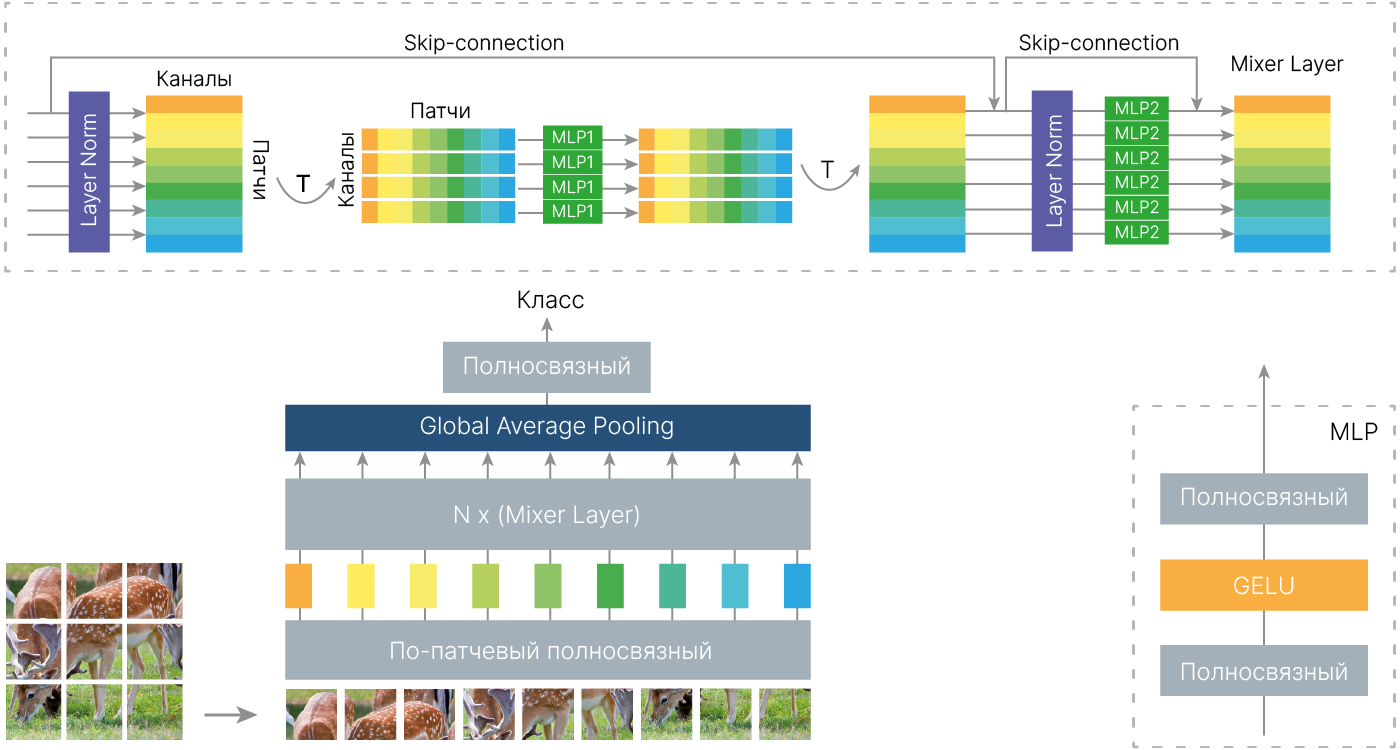 Skip-connection
Skip-connection
Mixer Layer
Каналы
Layer Norm
Патчи
T
Патчи
Каналы
MLP1
MLP1
MLP1
MLP1
T
Layer Norm
MLP2
MLP2
MLP2
MLP2
MLP2
MLP2
Класс
Полносвязный
Global Average Pooling
N x (Mixer Layer)
По-патчевый полносвязный
MLP
Полносвязный
GELU
Полносвязный